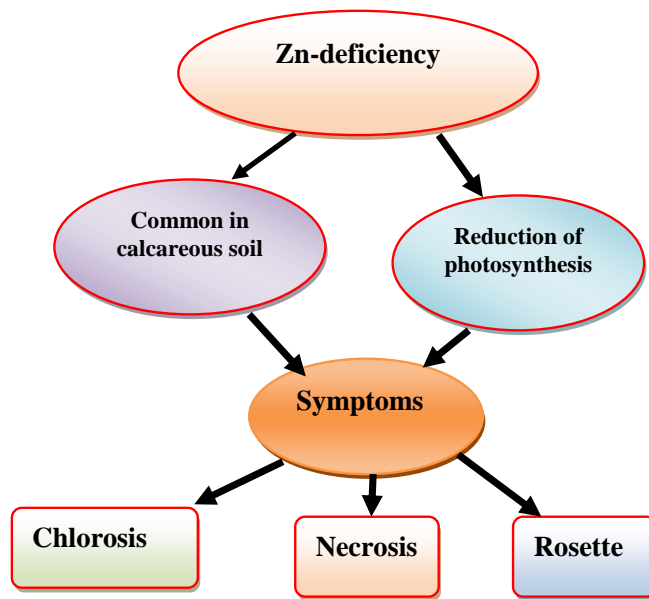 Zn-deficiency
Common in
calcareous soil
Reduction of
photosynthesis
Symptoms
Chlorosis
Necrosis
Rosette